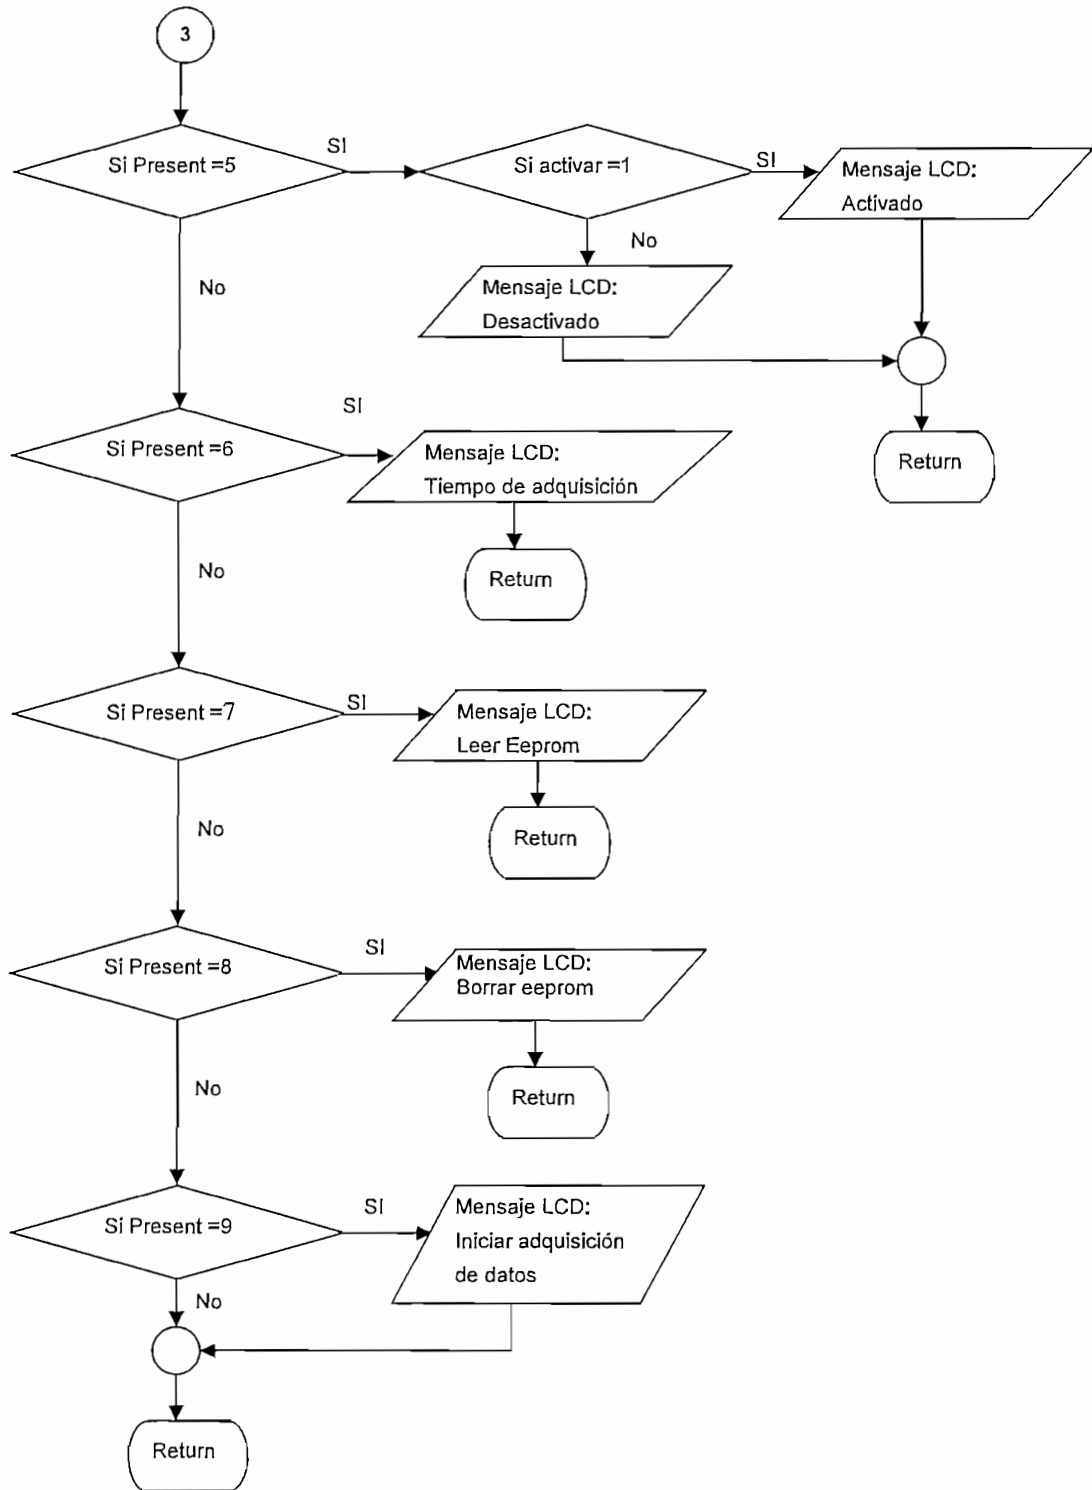 3
Si Present =5
SI
Si activar =1
SI
Mensaje LCD:
Activado
No
No
Mensaje LCD:
Desactivado
SI
Si Present =6
Mensaje LCD:
Tiempo de adquisición
Return
No
Return
Si Present =7
SI
Mensaje LCD:
Leer Eeprom
No
Return
Si Present =8
SI
Mensaje LCD:
Borrar eeprom
No
Return
Si Present =9
SI
Mensaje LCD:
Iniciar adquisición
de datos
No
Return